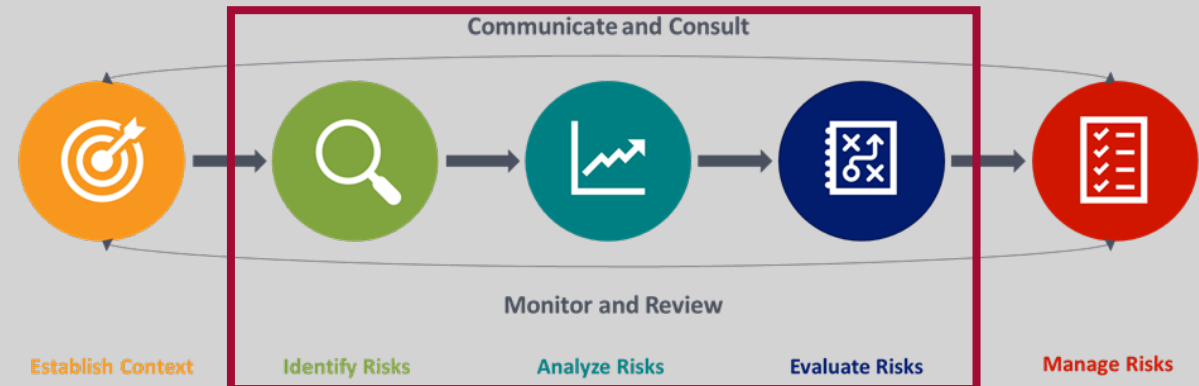 Communicate and Consult
Monitor and Review
Establish Context
Identify Risks
Analyze Risks
Evaluate Risks
Manage Risks